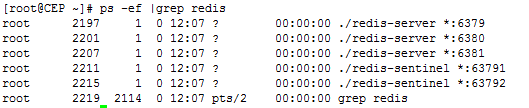 [root@CEP ~]# ps -ef |grep redis
root 2197 1 0 12:07 ? 00:00:00 ./redis-server *:6379
root 2201 1 0 12:07 ? 00:00:00 ./redis-server *:6380
root 2207 1 0 12:07 ? 00:00:00 ./redis-server *:6381
root 2211 1 0 12:07 ? 00:00:00 ./redis-sentinel *:63791
root 2215 1 0 12:07 ? 00:00:00 ./redis-sentinel *:63792
root 2219 2114 0 12:07 pts/2 00:00:00 grep redis